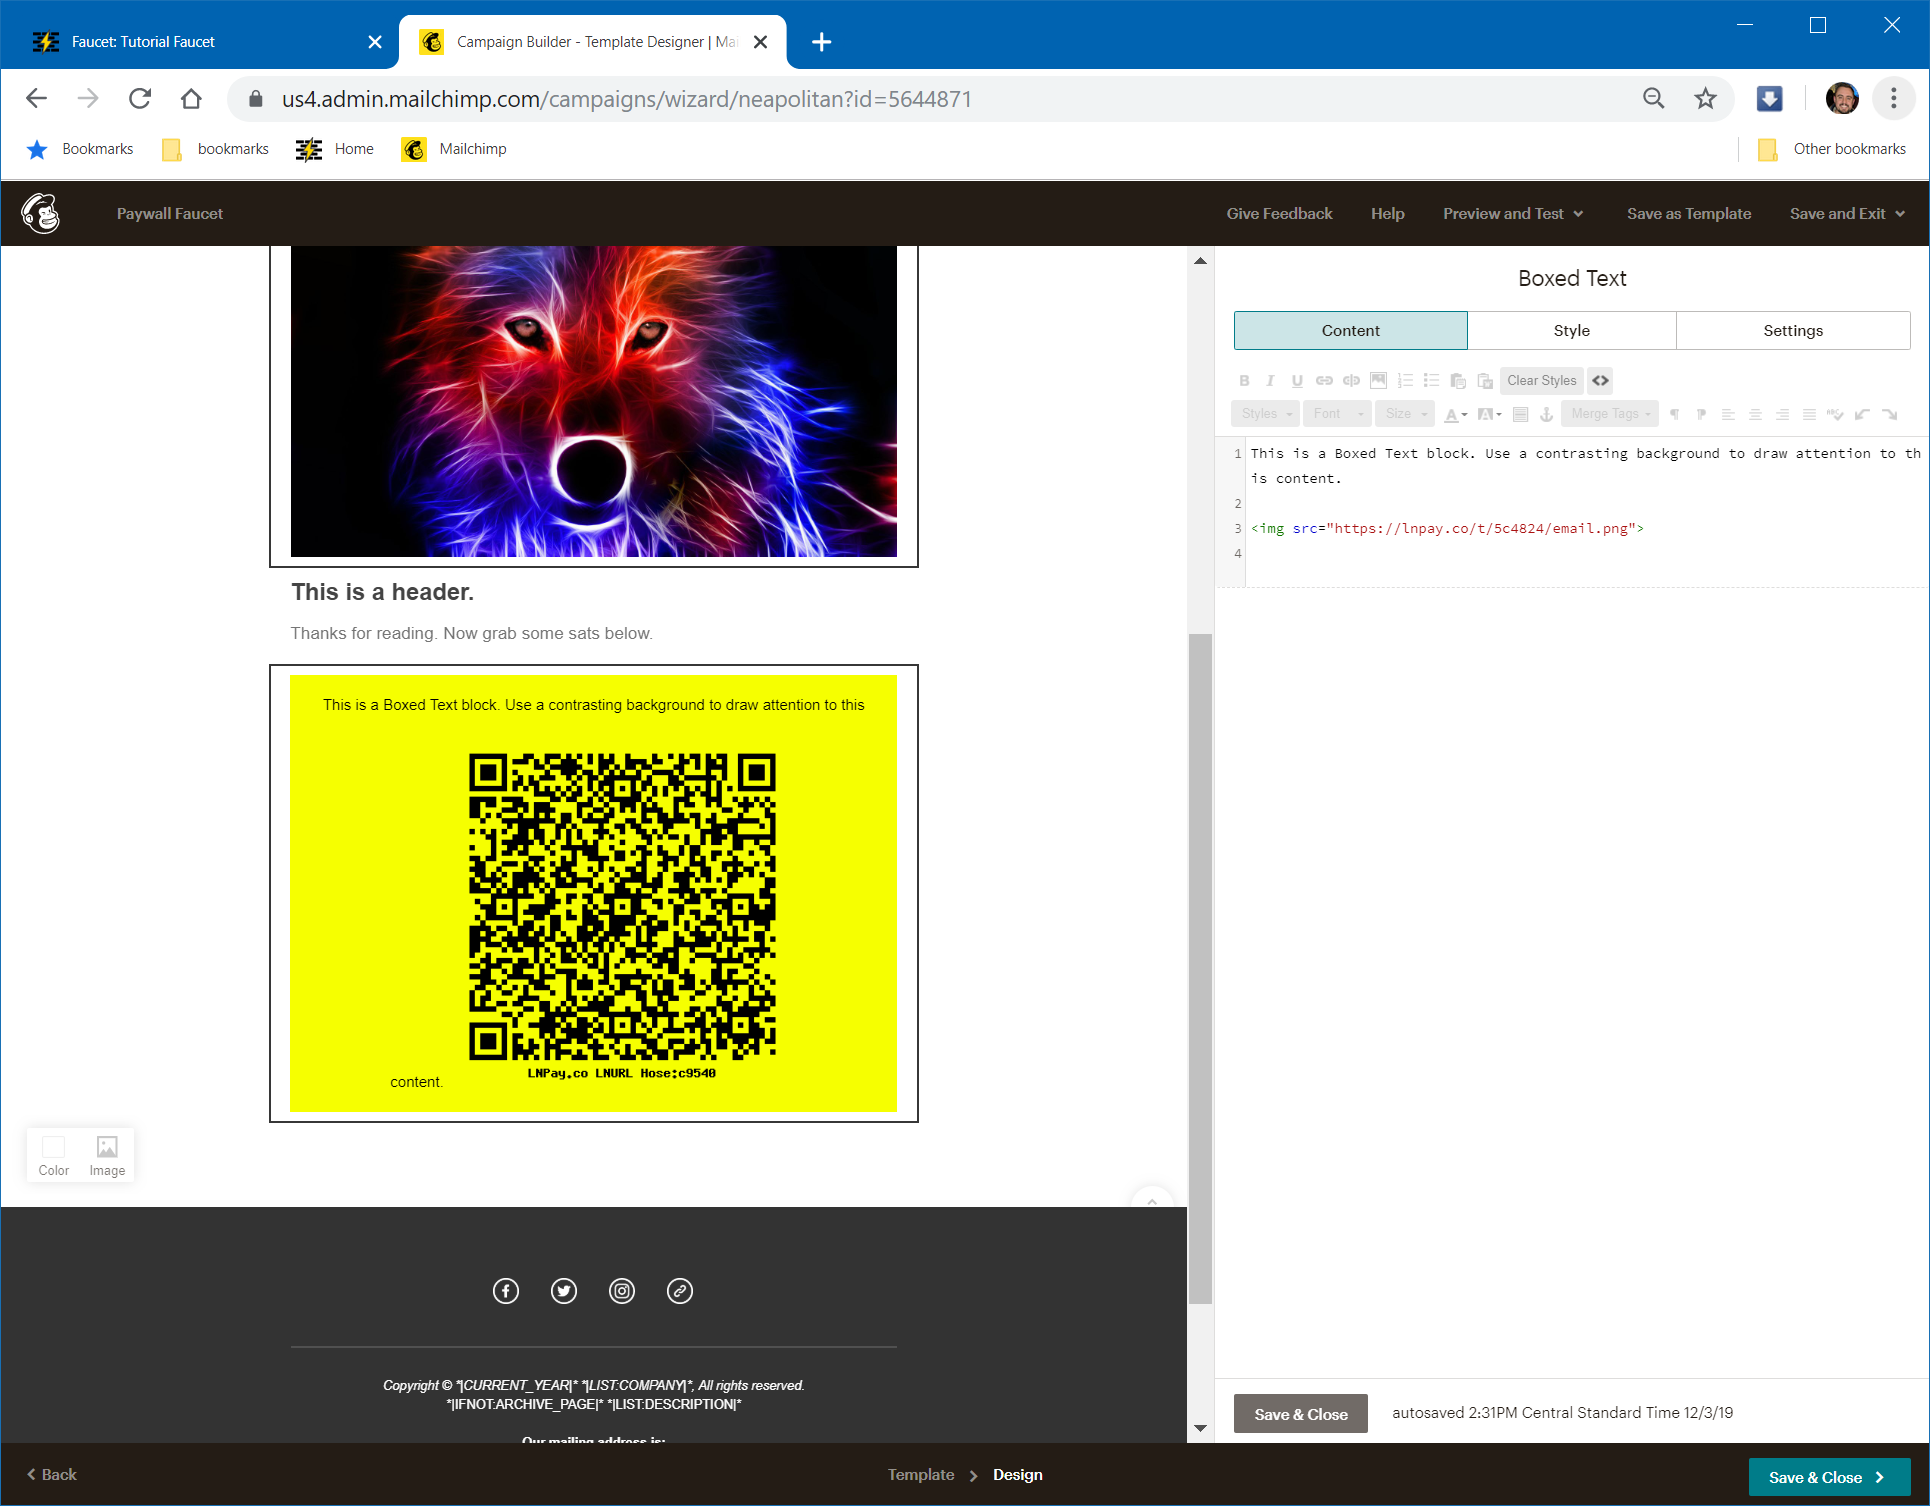 Faucet: Tutorial Faucet
Campaign Builder - Template Designer | Mai
us4.admin.mailchimp.com/campaigns/wizard/neapolitan?id=5644871
Bookmarks
bookmarks
Home
Mailchimp
Other bookmarks
Paywall Faucet
Give Feedback
Help
Preview and Test
Save as Template
Save and Exit
This is a header.
Thanks for reading. Now grab some sats below.
This is a Boxed Text block. Use a contrasting background to draw attention to this
LNPay.co LNURL Hose:c9540
content.
Color
Image
Copyright © *|CURRENT_YEAR|* *|LIST:COMPANY|*, All rights reserved.
*|IFNOT:ARCHIVE_PAGE|* *|LIST:DESCRIPTION|*
Our mailing address is:
Boxed Text
Content
Style
Settings
B I U
Clear Styles
<>
Styles
Font
Size
A
A
Merge Tags
ABC
1 This is a Boxed Text block. Use a contrasting background to draw attention to th
is content.
2
3 <img src="https://lnpay.co/t/5c4824/email.png">
4
Save & Close
autosaved 2:31PM Central Standard Time 12/3/19
Back
Template > Design
Save & Close